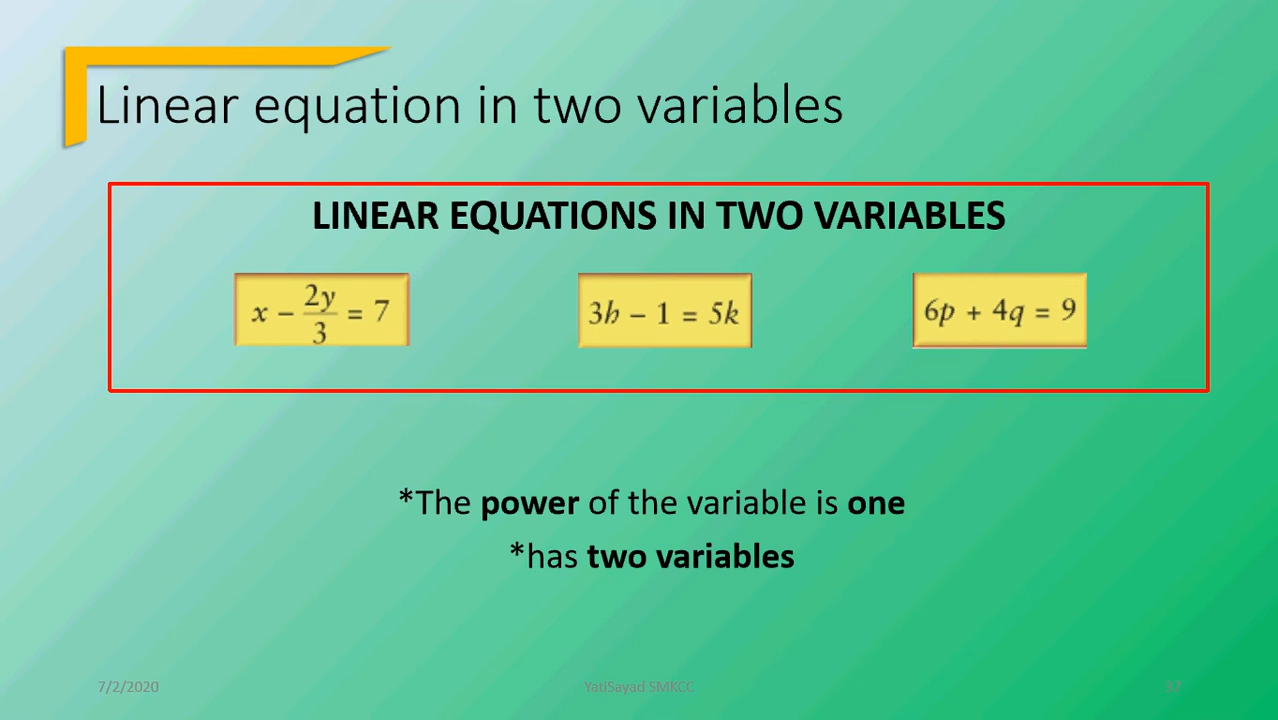 Linear equation in two variables
LINEAR EQUATIONS IN TWO VARIABLES
x - 2y/3 = 7
3h - 1 = 5k
6p + 4q = 9
*The power of the variable is one
*has two variables
7/2/2020
YatiSayad SMKCC
37